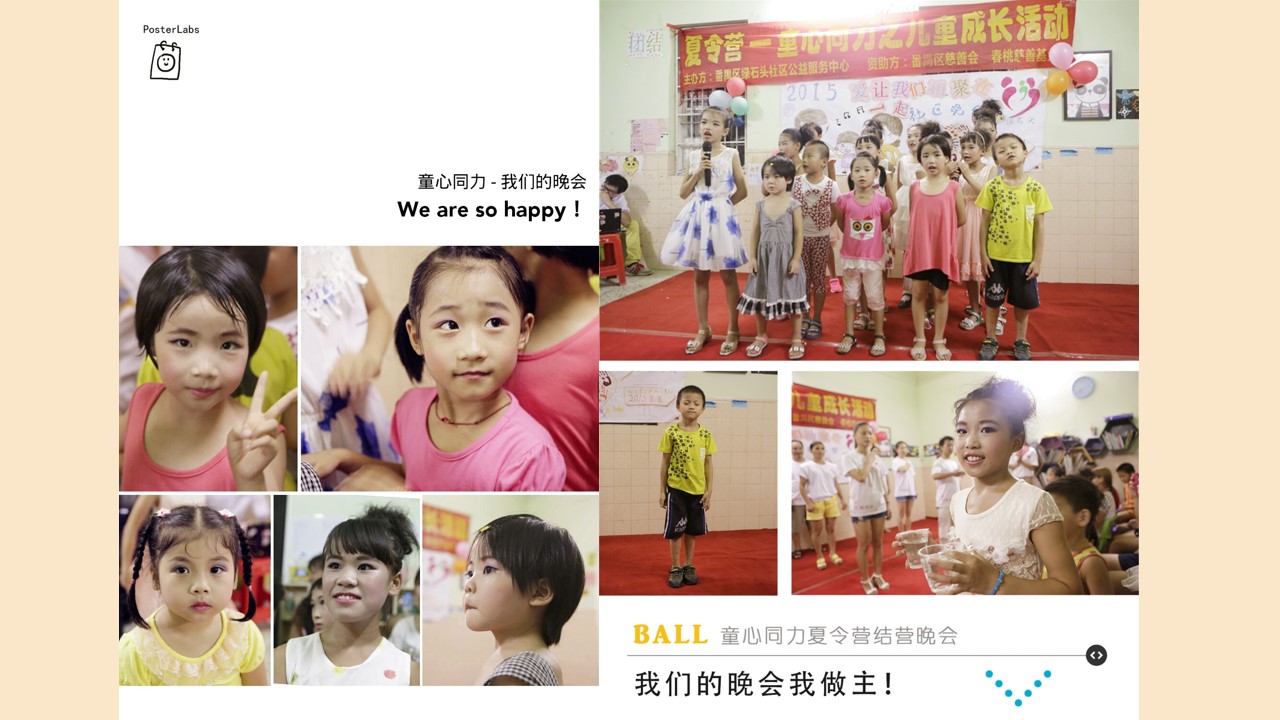 PosterLabs
童心同力 - 我们的晚会
We are so happy！
团结
夏令营一童心同力之儿童成长活动
主办方：番禺区绿石头社区公益服务中心 资助方：番禺区慈善会 春桃慈善基
2015 爱让我们相聚在
一起
儿童成长活动
BALL 童心同力夏令营结营晚会
我们的晚会我做主！